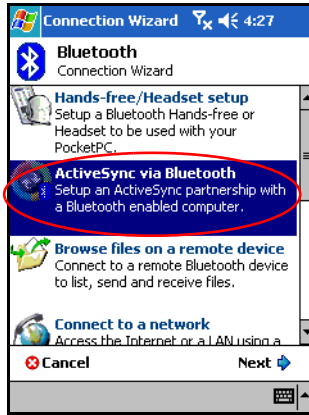 Connection Wizard 4:27
Bluetooth
Connection Wizard
Hands-free/Headset setup
Setup a Bluetooth Hands-free or
Headset to be used with your
PocketPC.
ActiveSync via Bluetooth
Setup an ActiveSync partnership with
a Bluetooth enabled computer.
Browse files on a remote device
Connect to a remote Bluetooth device
to list, send and receive files.
Connect to a network
Access the Internet or a LAN using a
Cancel Next